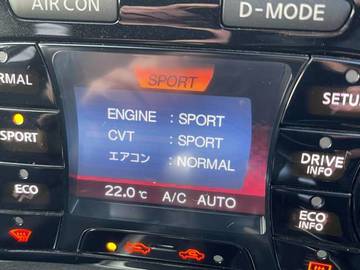 AIR CON
D-MODE
SPORT
NORMAL
SETU
ENGINE : SPORT
SPORT
CVT : SPORT
エアコン : NORMAL
DRIVE
INFO
ECO
22.0℃ A/C AUTO
ECO
INFO